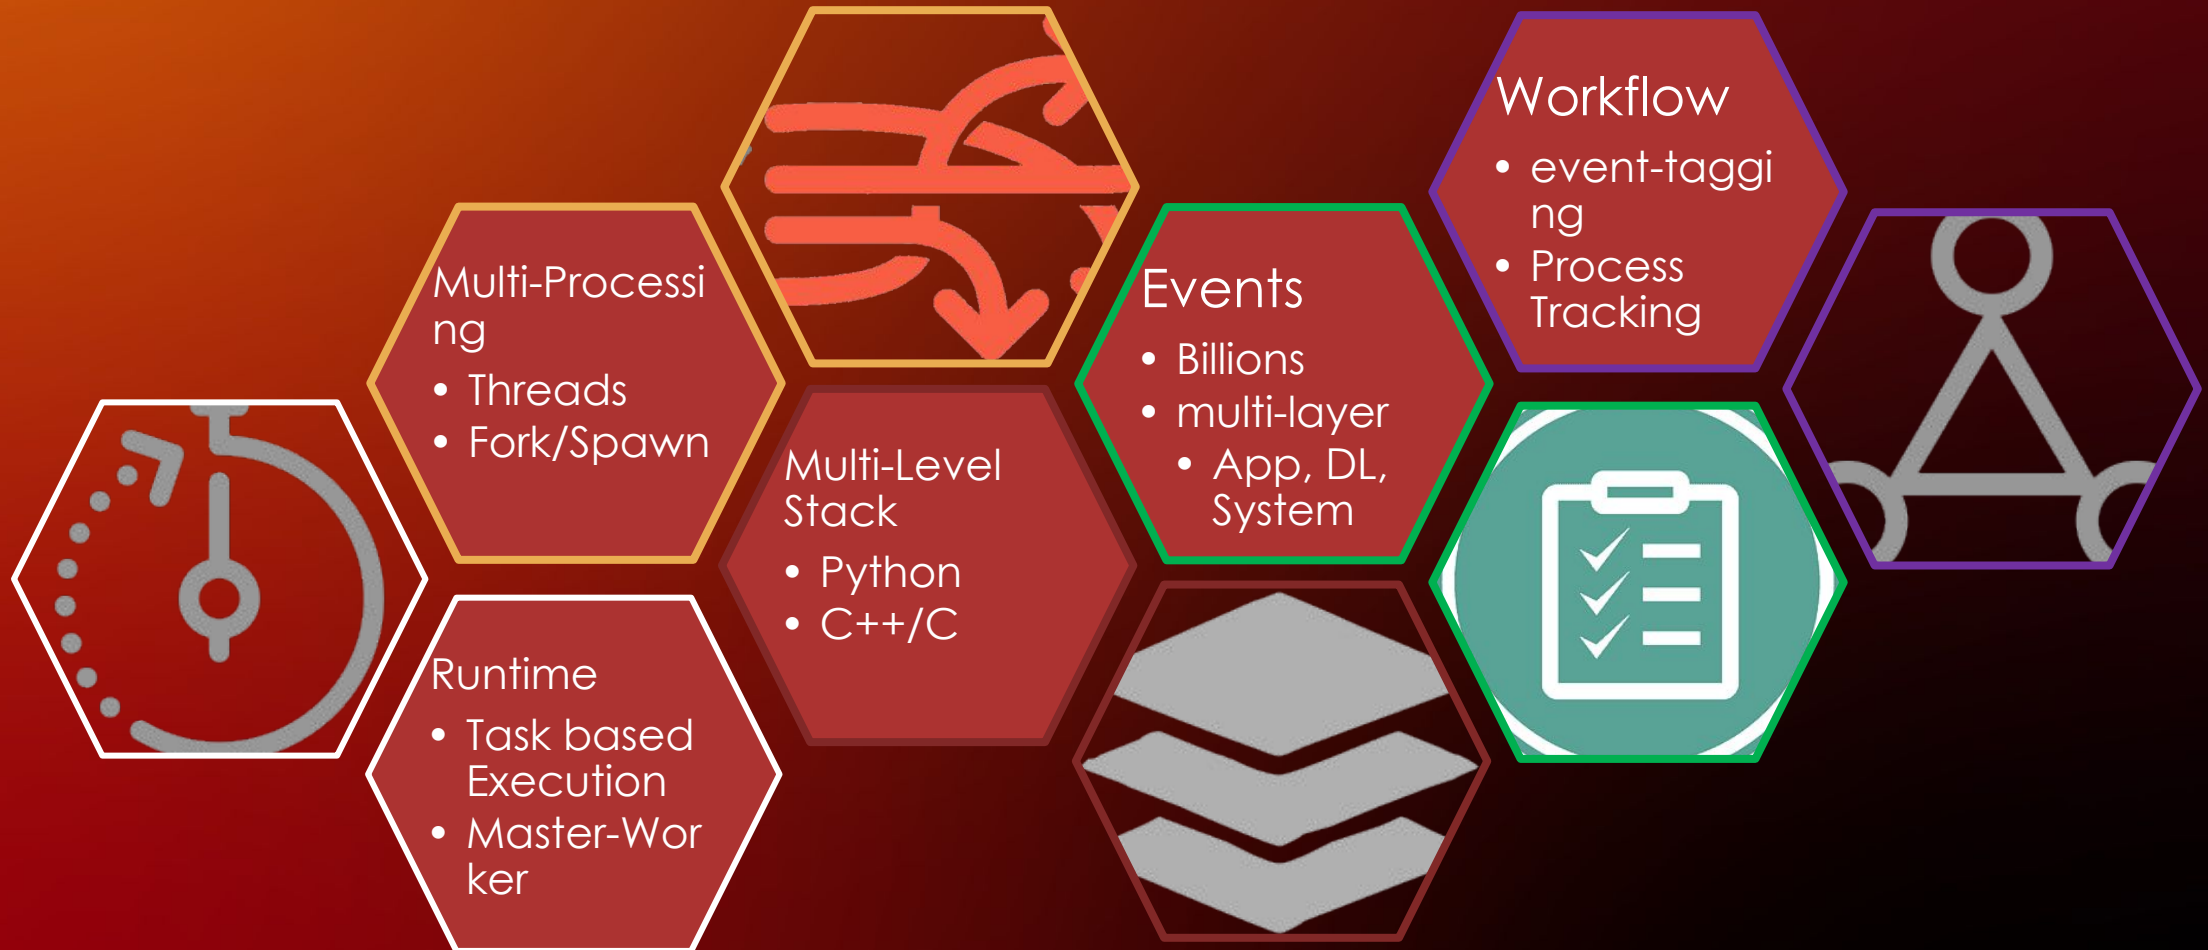 Runtime
• Task based
Execution
• Master-Wor
ker
Multi-Processi
ng
• Threads
• Fork/Spawn
Multi-Level
Stack
• Python
• C++/C
Events
• Billions
• multi-layer
• App, DL,
System
Workflow
• event-taggi
ng
• Process
Tracking